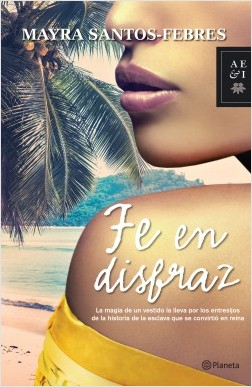 MAYRA SANTOS-FEBRES
AE
&I
Fe en
disfraz
La magia de un vestido la lleva por los entresijos
de la historia de la esclava que se convirtió en reina
Planeta